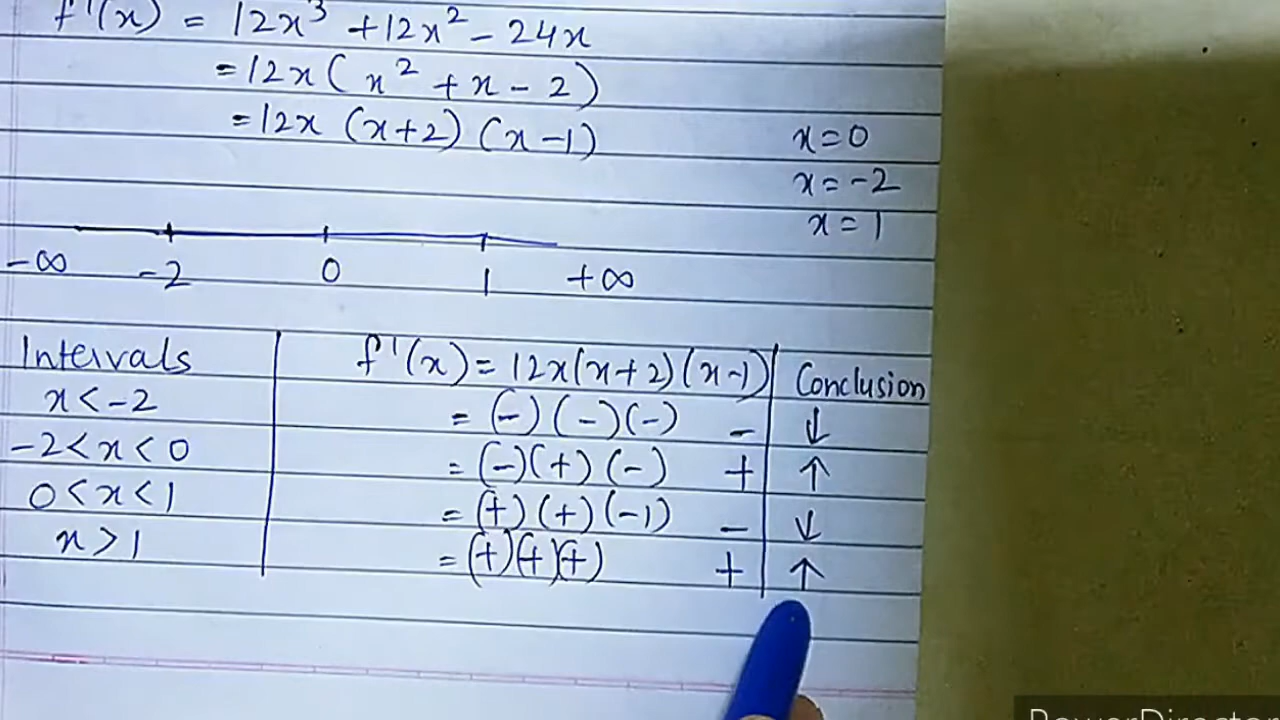 f'(x) = 12x³ + 12x² - 24x
= 12x ( x² + x - 2 )
= 12x (x+2) (x-1)
x = 0
x = -2
x = 1
-∞ -2 0 1 +∞
Intervals f'(x) = 12x(x+2)(x-1) Conclusion
x < -2 = (-) (-) (-) - ↓
-2 < x < 0 = (-) (+) (-) + ↑
0 < x < 1 = (+) (+) (-1) - ↓
x > 1 = (+) (+) (+) + ↑